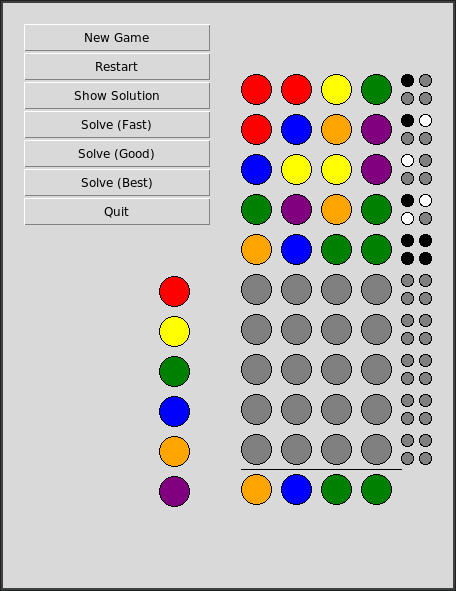 New Game
Restart
Show Solution
Solve (Fast)
Solve (Good)
Solve (Best)
Quit